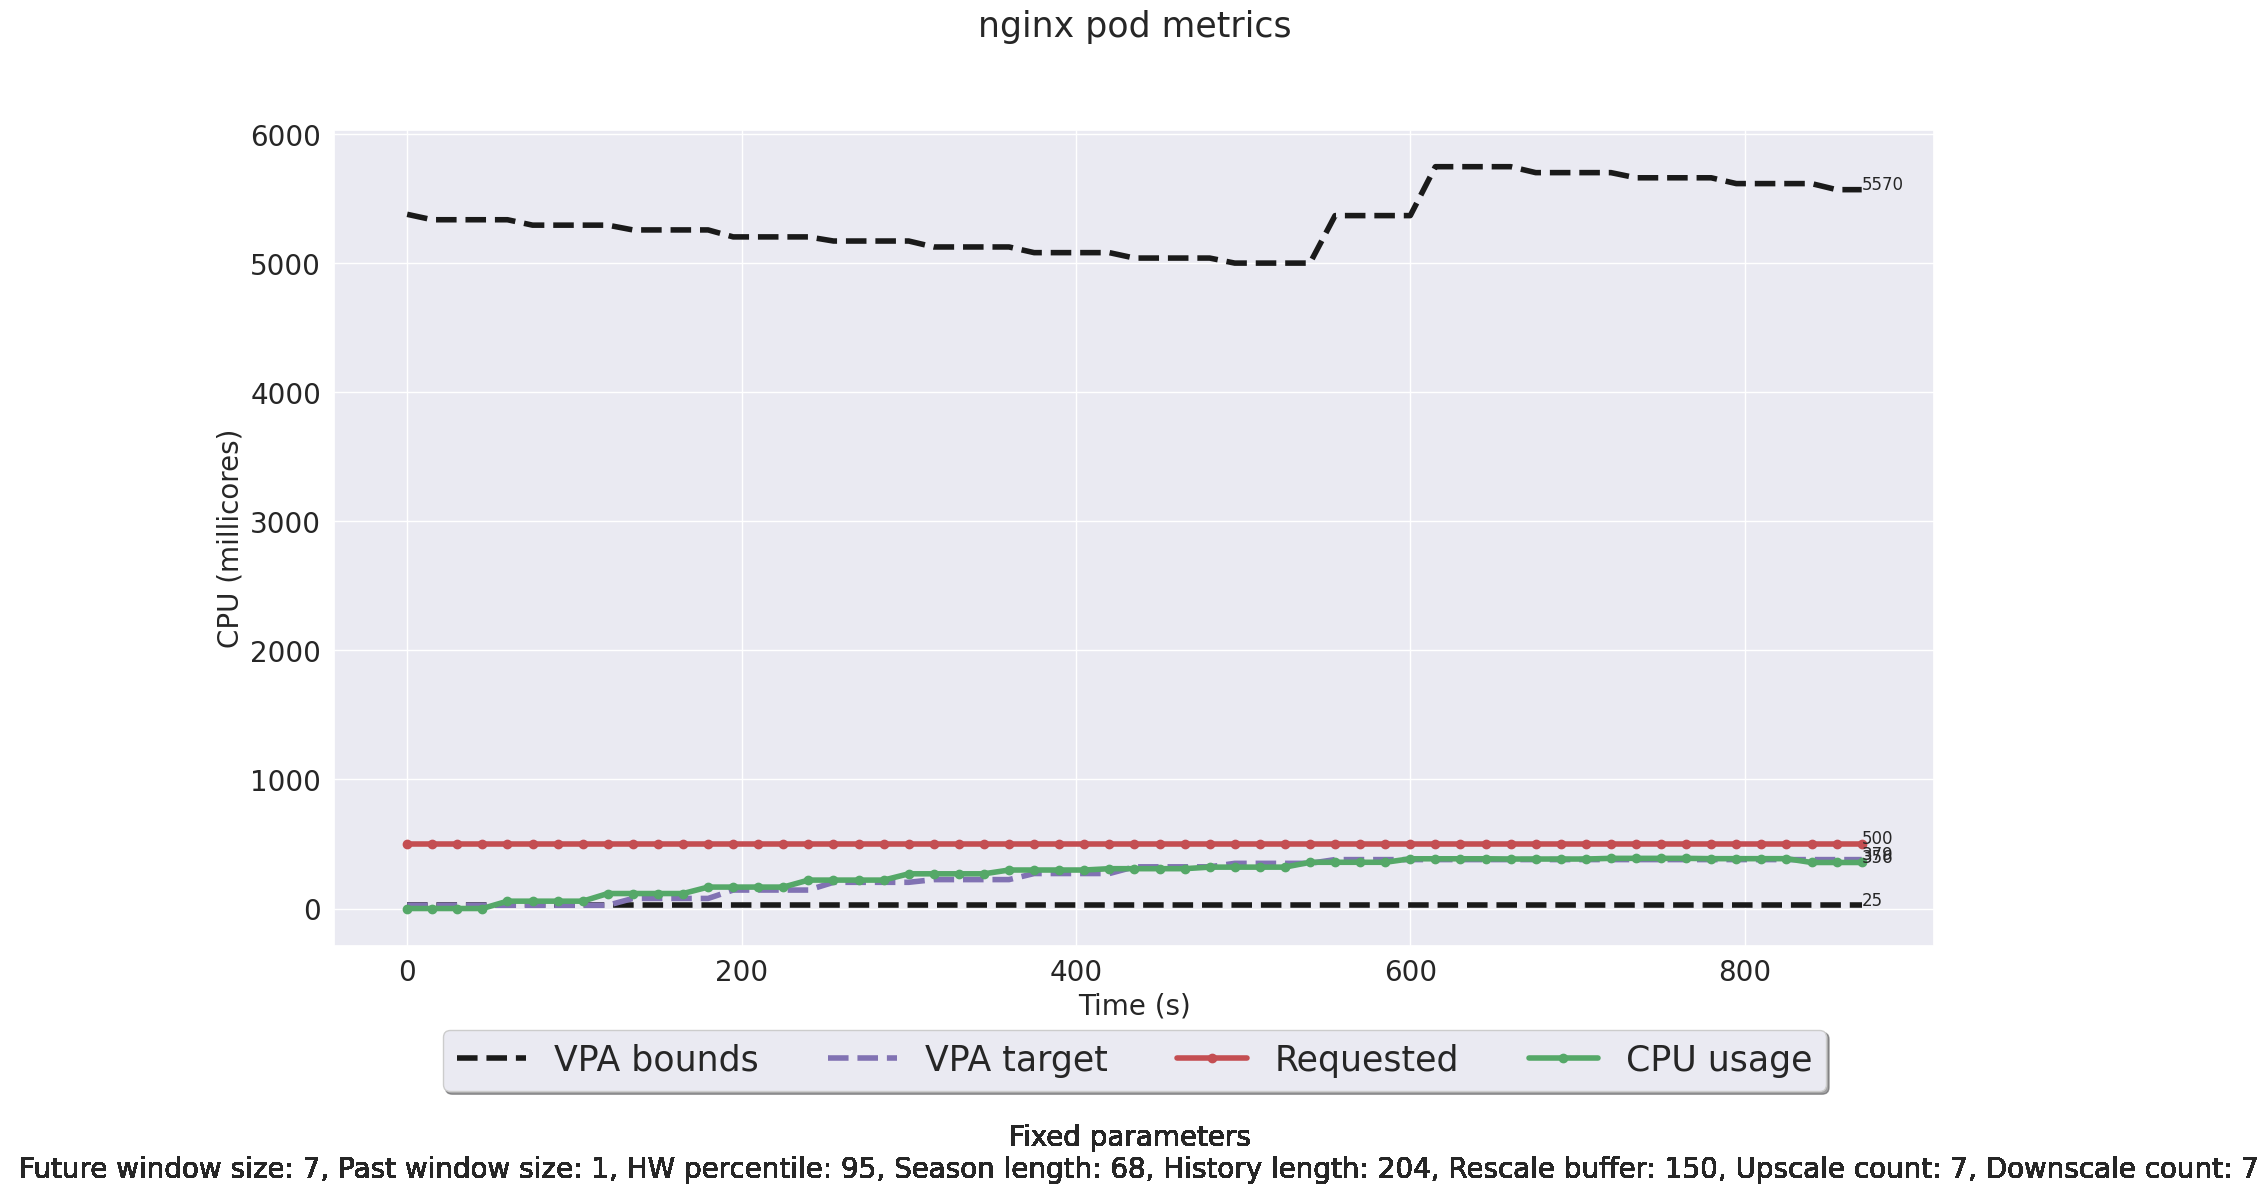 nginx pod metrics
6000
5000
4000
3000
2000
1000
0
CPU (millicores)
5570
500
25
0 200 400 600 800
Time (s)
VPA bounds VPA target Requested CPU usage
Fixed parameters
Future window size: 7, Past window size: 1, HW percentile: 95, Season length: 68, History length: 204, Rescale buffer: 150, Upscale count: 7, Downscale count: 7